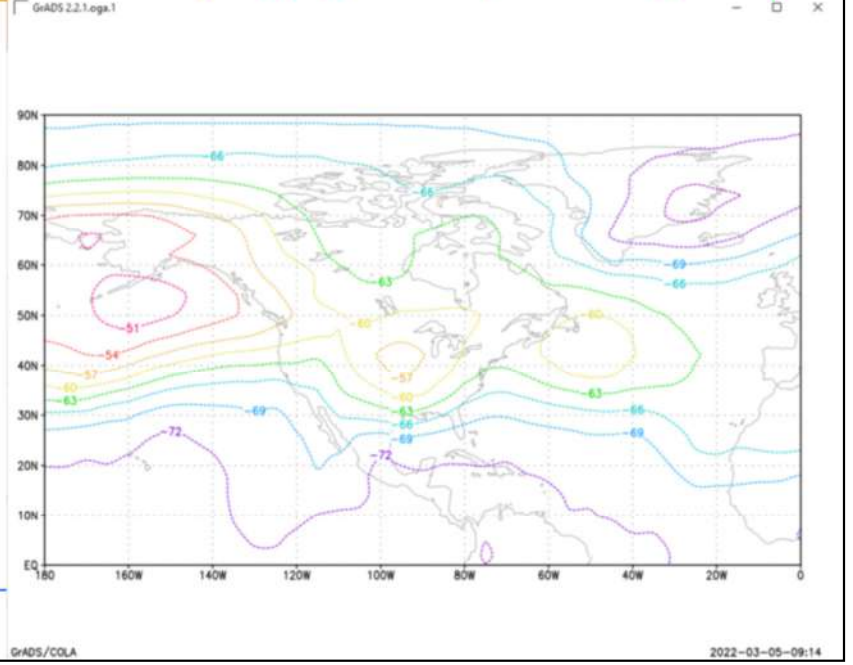 GrADS 2.2.1.oga.1
90N
80N
70N
60N
50N
40N
30N
20N
10N
EQ
-66
-66
-69
-66
-63
-60
-60
-51
-54
-57
-57
-60
-60
-63
-63
-63
-66
-66
-69
-69
-69
-72
-72
180
160W
140W
120W
100W
80W
60W
40W
20W
0
GrADS/COLA
2022-03-05-09:14